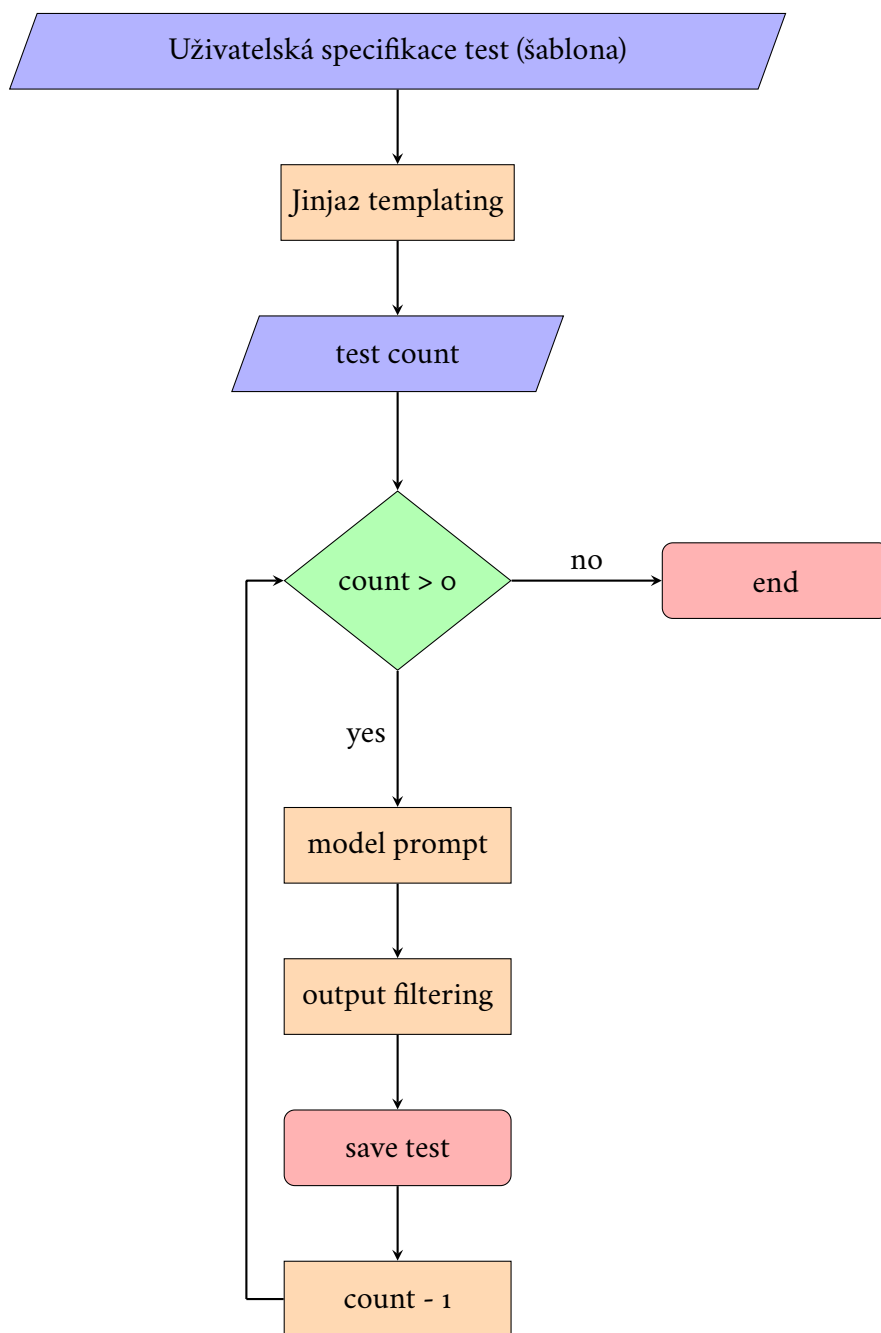 Uživatelská specifikace test (šablona)
Jinja2 templating
test count
count > 0
no
end
yes
model prompt
output filtering
save test
count - 1